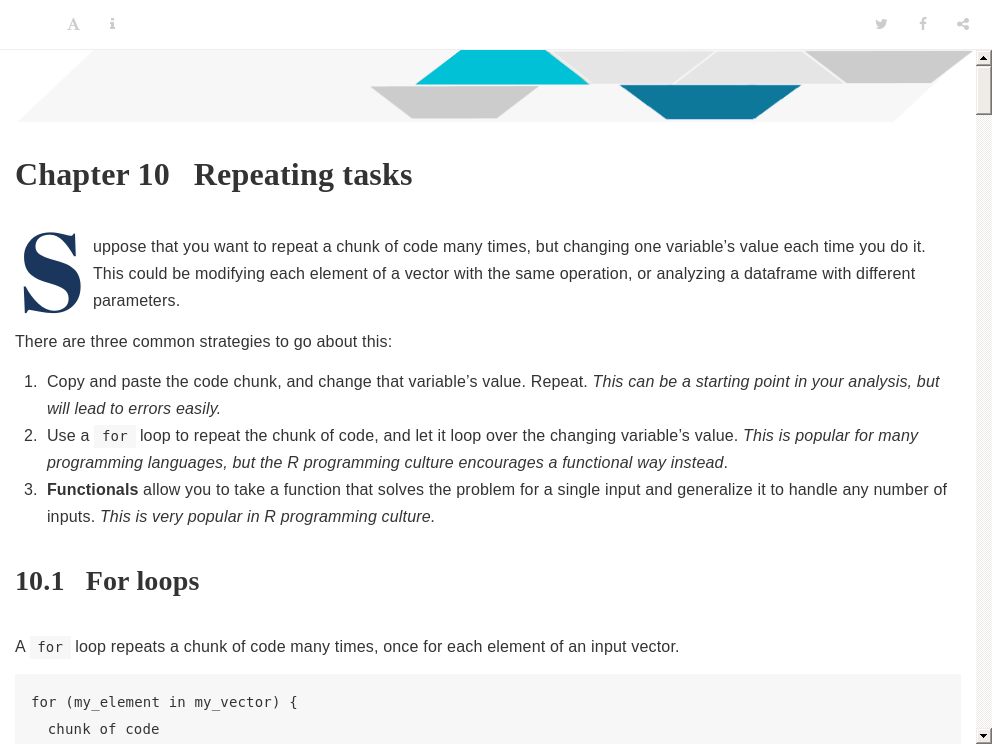 Chapter 10 Repeating tasks
Suppose that you want to repeat a chunk of code many times, but changing one variable’s value each time you do it.
This could be modifying each element of a vector with the same operation, or analyzing a dataframe with different
parameters.
There are three common strategies to go about this:
1. Copy and paste the code chunk, and change that variable’s value. Repeat. This can be a starting point in your analysis, but
will lead to errors easily.
2. Use a for loop to repeat the chunk of code, and let it loop over the changing variable’s value. This is popular for many
programming languages, but the R programming culture encourages a functional way instead.
3. Functionals allow you to take a function that solves the problem for a single input and generalize it to handle any number of
inputs. This is very popular in R programming culture.
10.1 For loops
A for loop repeats a chunk of code many times, once for each element of an input vector.
for (my_element in my_vector) {
  chunk of code